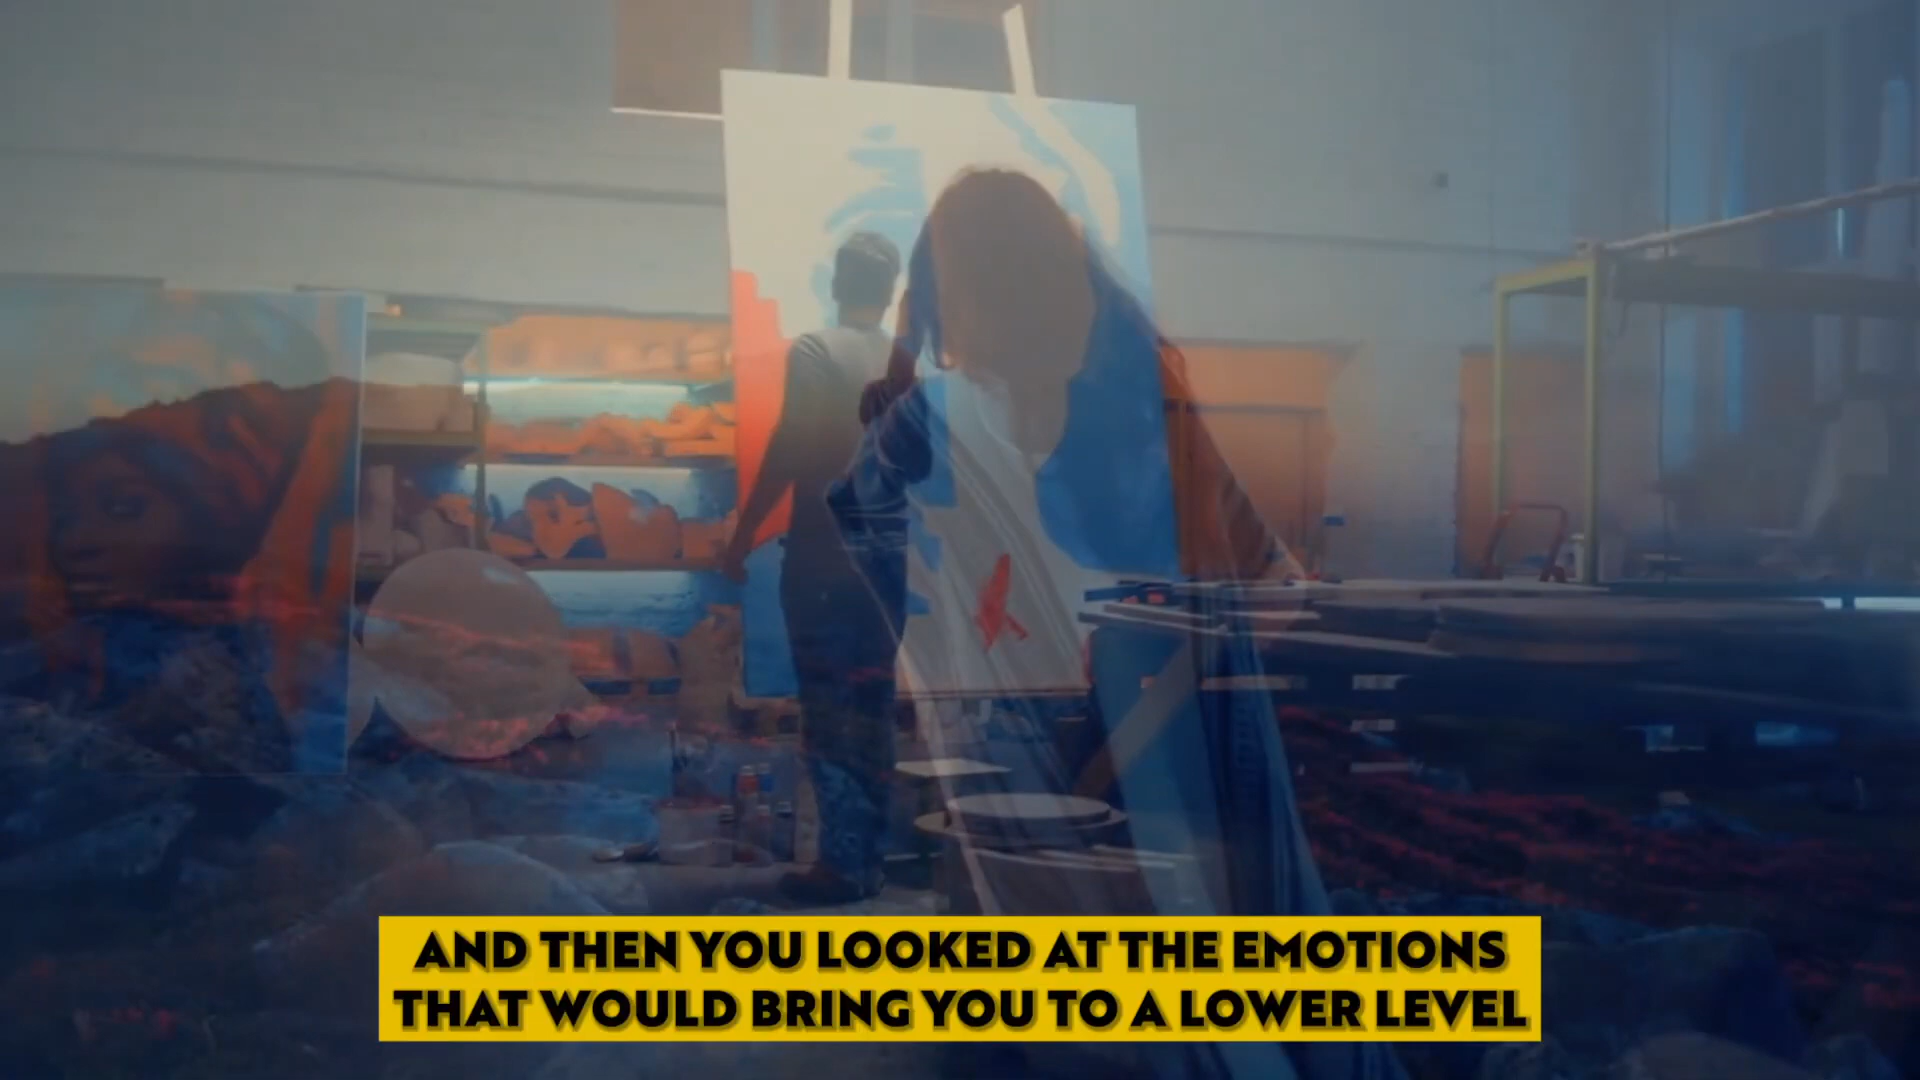 AND THEN YOU LOOKED AT THE EMOTIONS
THAT WOULD BRING YOU TO A LOWER LEVEL